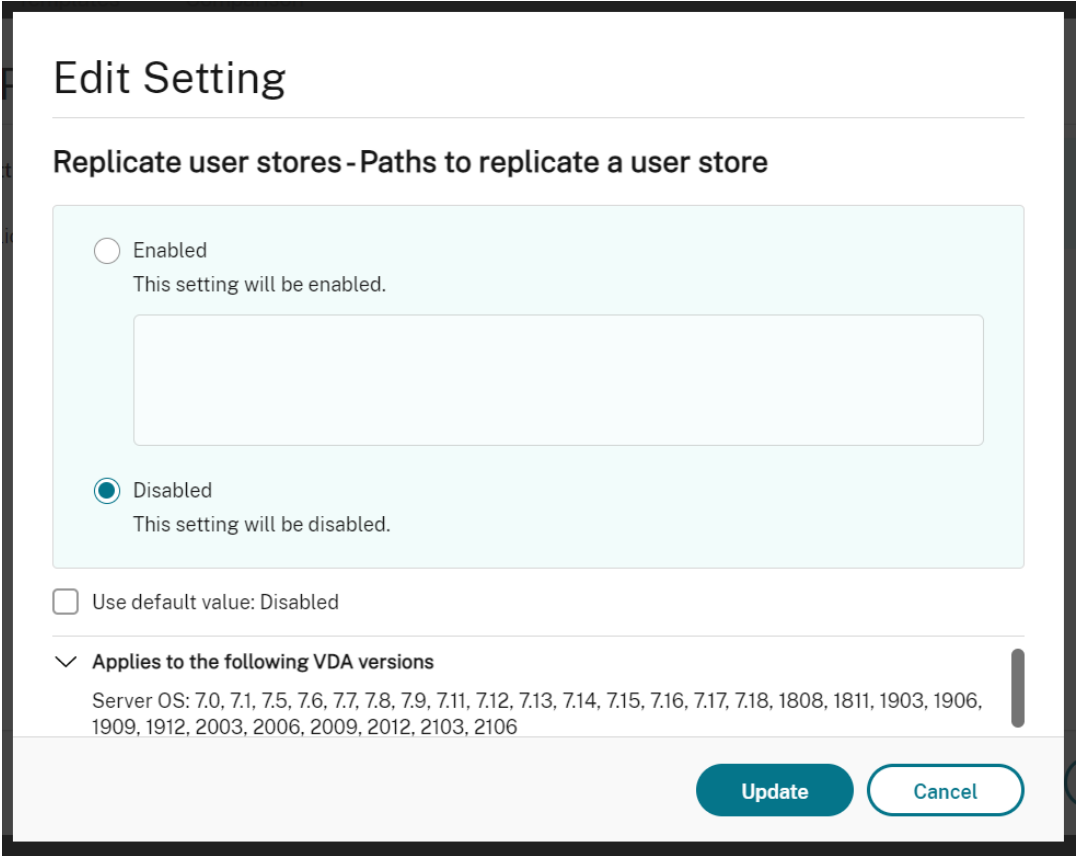 Edit Setting
Replicate user stores - Paths to replicate a user store
Enabled
This setting will be enabled.
Disabled
This setting will be disabled.
Use default value: Disabled
Applies to the following VDA versions
Server OS: 7.0, 7.1, 7.5, 7.6, 7.7, 7.8, 7.9, 7.11, 7.12, 7.13, 7.14, 7.15, 7.16, 7.17, 7.18, 1808, 1811, 1903, 1906,
1909, 1912, 2003, 2006, 2009, 2012, 2103, 2106
Update
Cancel